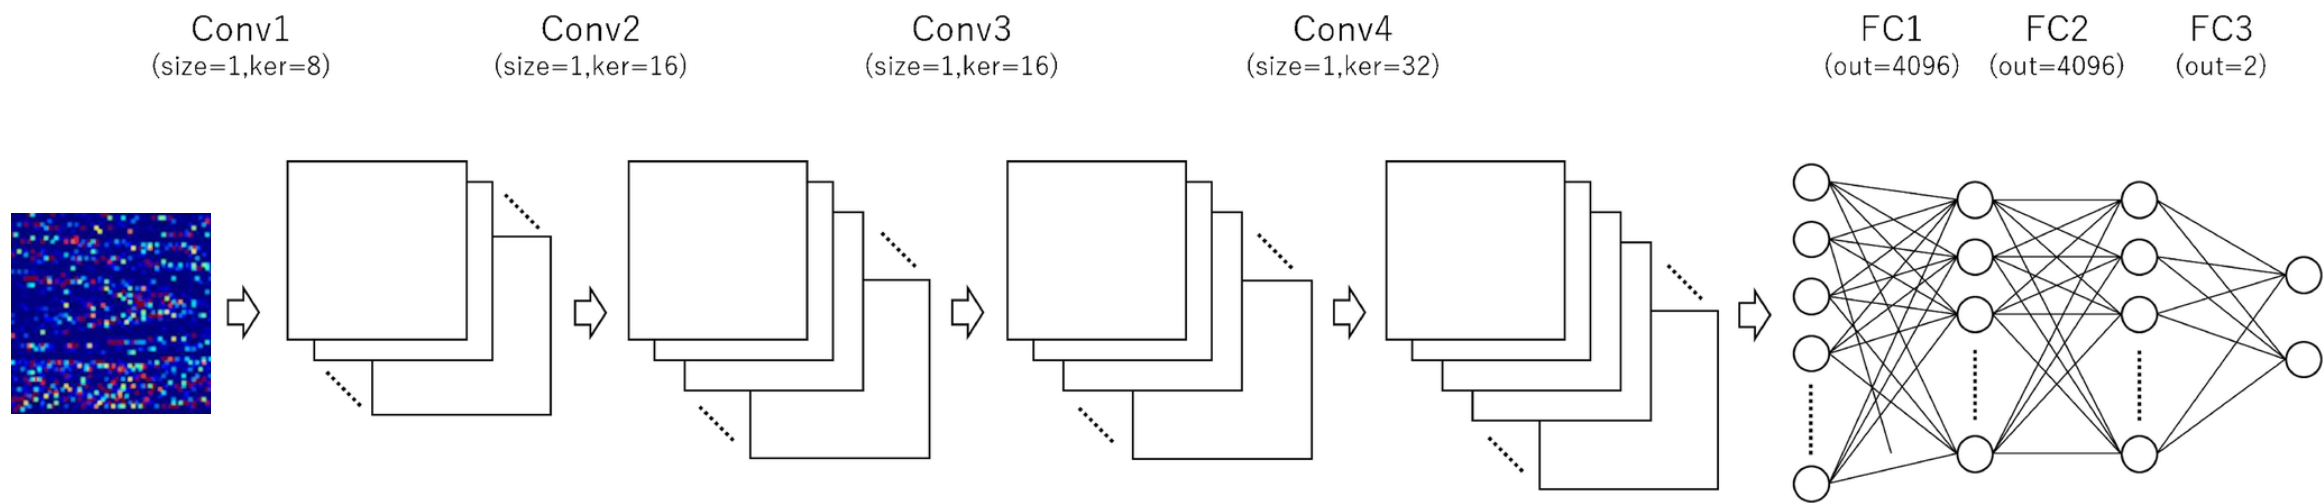 Conv1
(size=1,ker=8)
Conv2
(size=1,ker=16)
Conv3
(size=1,ker=16)
Conv4
(size=1,ker=32)
FC1
(out=4096)
FC2
(out=4096)
FC3
(out=2)